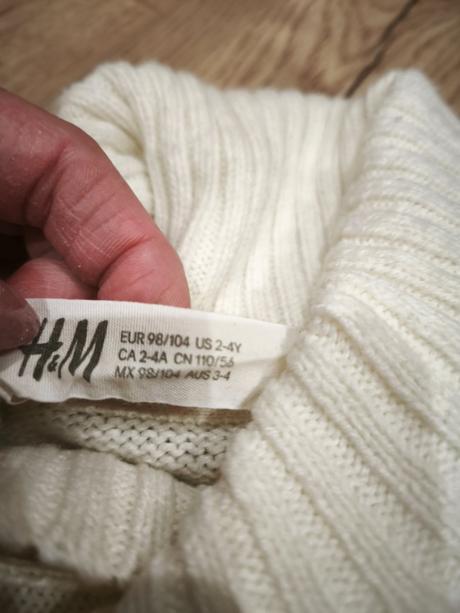 H&M
EUR 98/104 US 2-4Y
CA 2-4A CN 110/56
MX 98/104 AUS 3-4